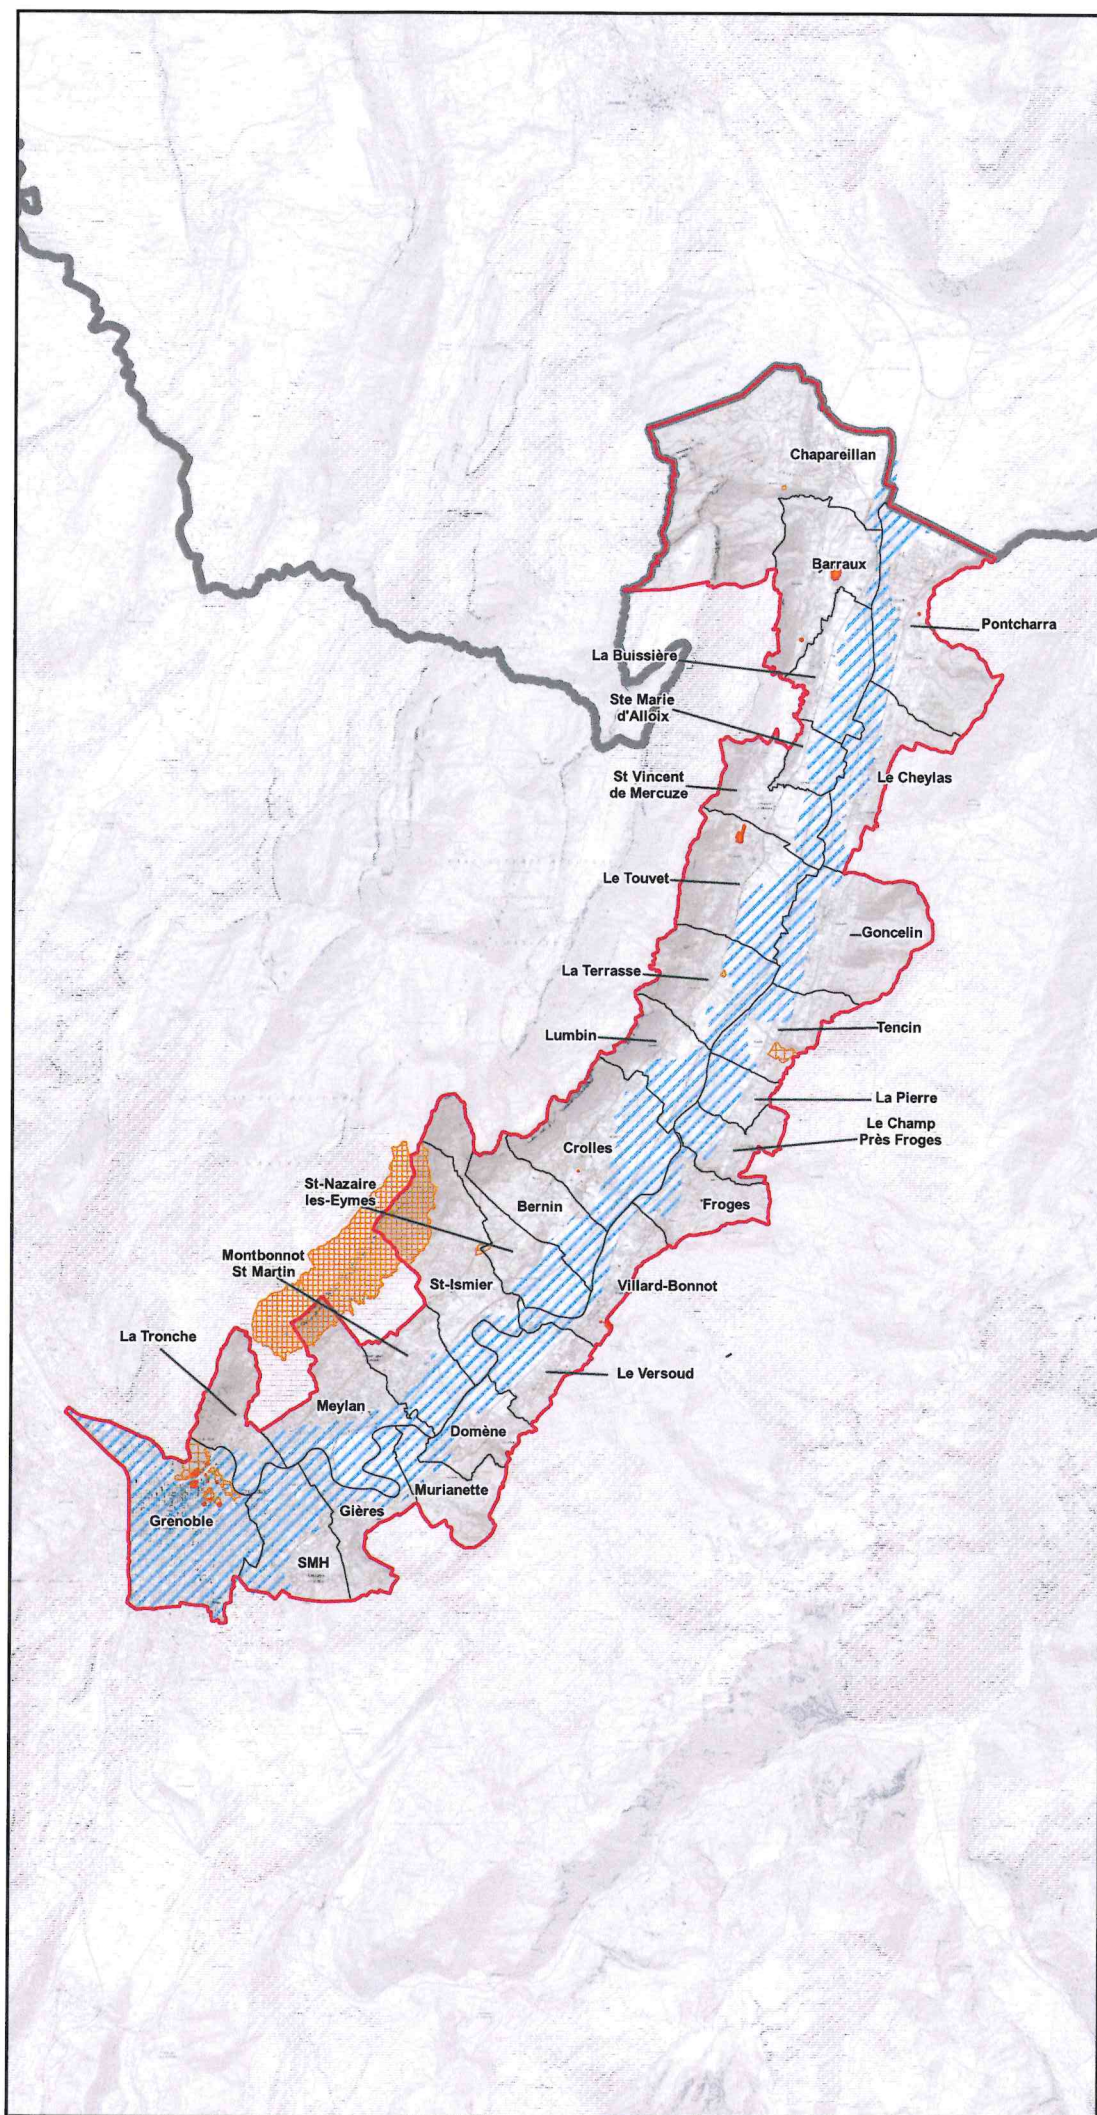 Chapareillan
Barraux
Pontcharra
La Buissière
Ste Marie
d'Alloix
St Vincent
de Mercuze
Le Cheylas
Le Touvet
Goncelin
La Terrasse
Tencin
Lumbin
La Pierre
Le Champ
Près Froges
Crolles
St-Nazaire
les-Eymes
Bernin
Froges
Montbonnot
St Martin
St-Ismier
Villard-Bonnot
La Tronche
Le Versoud
Meylan
Domène
Murianette
Gières
Grenoble
SMH